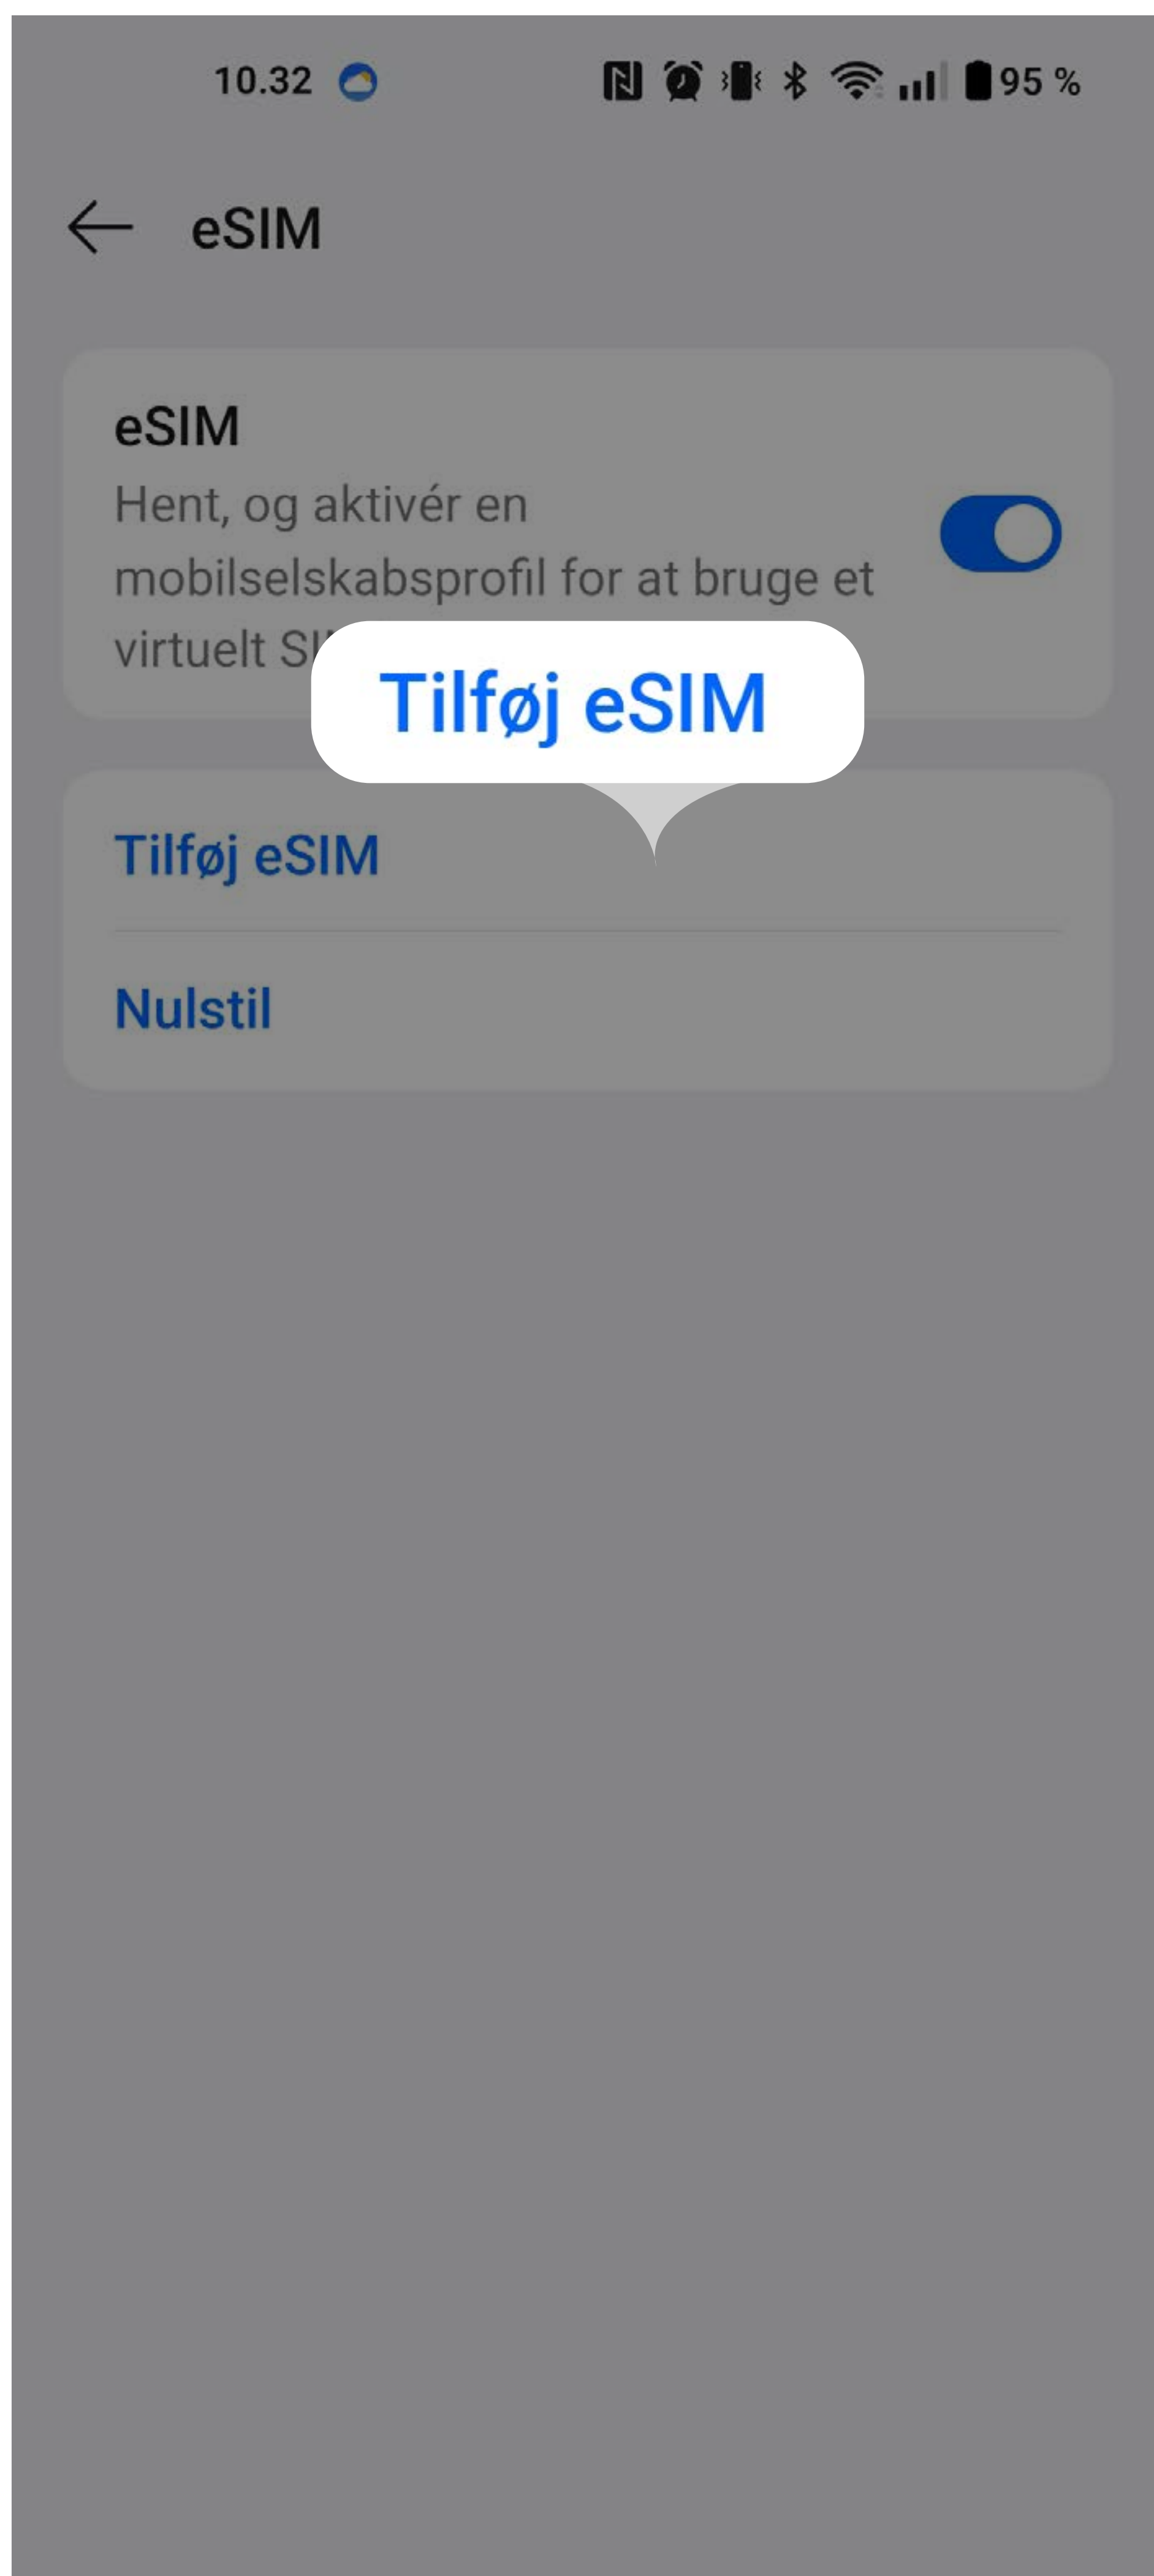 10.32 95 %
eSIM
eSIM
Hent, og aktivér en
mobilselskabsprofil for at bruge et
virtuelt
Tilføj eSIM
Tilføj eSIM
Nulstil